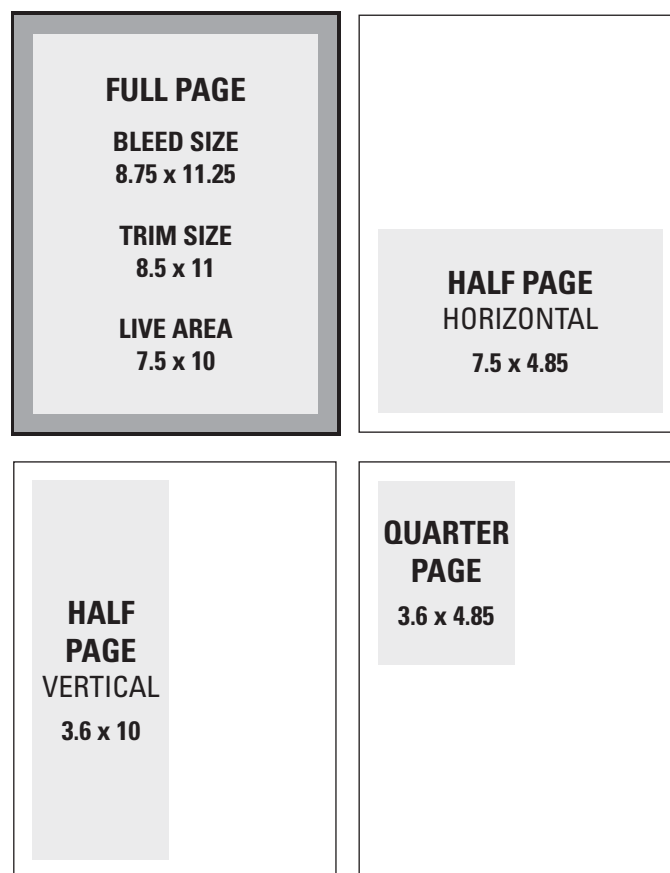 FULL PAGE
BLEED SIZE
8.75 x 11.25
TRIM SIZE
8.5 x 11
LIVE AREA
7.5 x 10
HALF PAGE
HORIZONTAL
7.5 x 4.85
HALF
PAGE
VERTICAL
3.6 x 10
QUARTER
PAGE
3.6 x 4.85